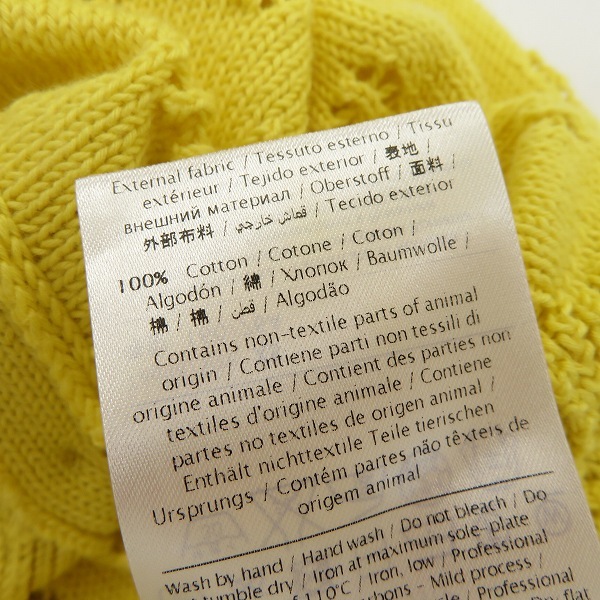 External fabric / Tessuto esterno / Tissu
extérieur / Tejido exterior / 表地 /
внешний материал / Oberstoff / 面料 /
外部布料 / قماش خارجي / Tecido exterior
100% Cotton / Cotone / Coton /
Algodón / 綿 / Хлопок / Baumwolle /
棉 / 棉 / قطن / Algodão
Contains non-textile parts of animal
origin / Contiene parti non tessili di
origine animale / Contient des parties non
textiles d'origine animale / Contiene
partes no textiles de origen animal /
Enthält nichttextile Teile tierischen
Ursprungs / Contém partes não têxteis de
origem animal
Wash by hand / Hand wash / Do not bleach / Do
tumble dry / Iron at maximum sole-plate
of 110°C / Iron, low / Professional
carbons - Mild process /
Professional
Dry flat